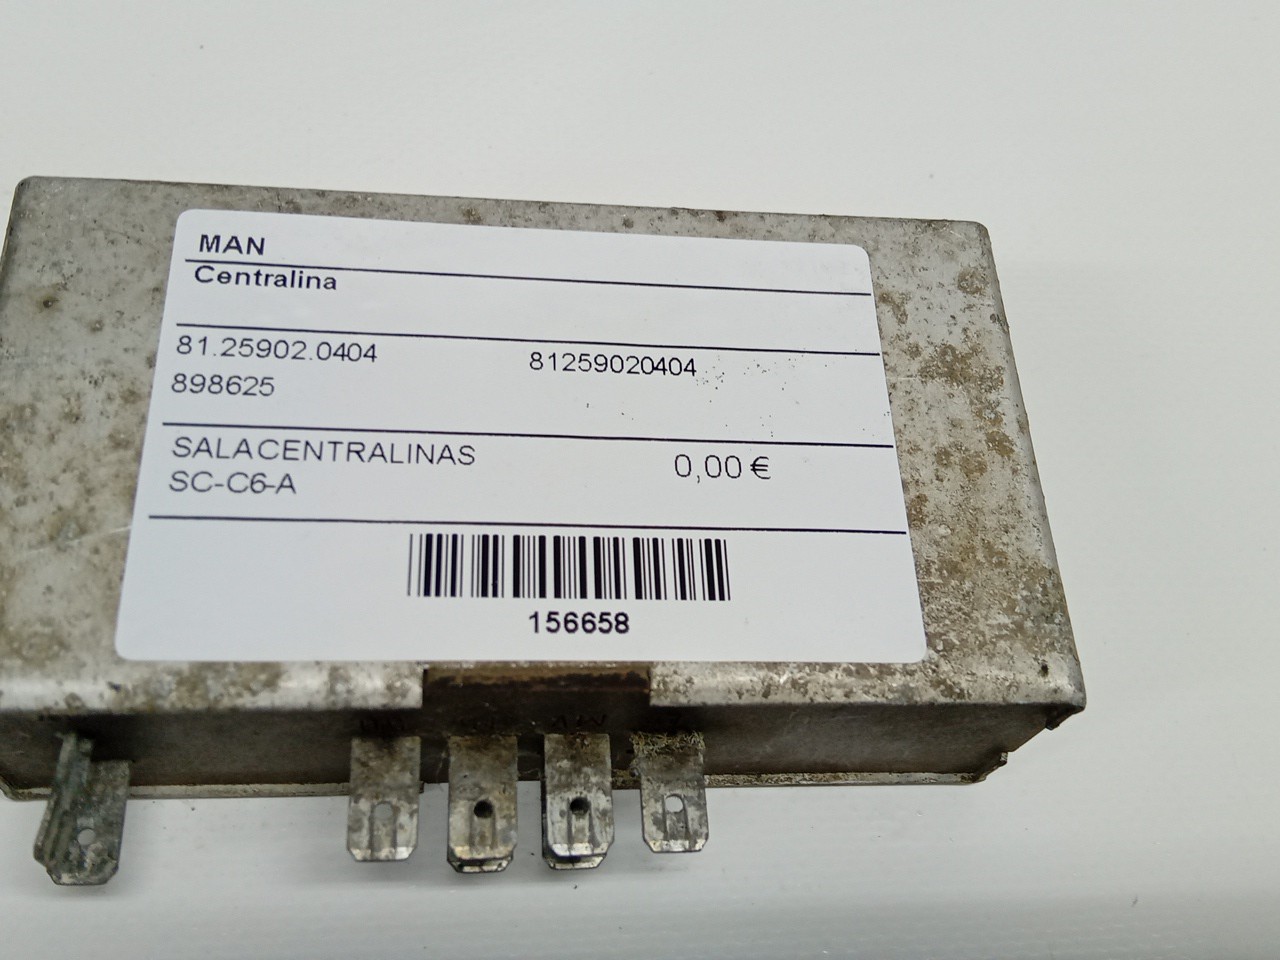 MAN
Centralina
81.25902.0404 81259020404
898625
SALACENTRALINAS 0,00 €
SC-C6-A
156658